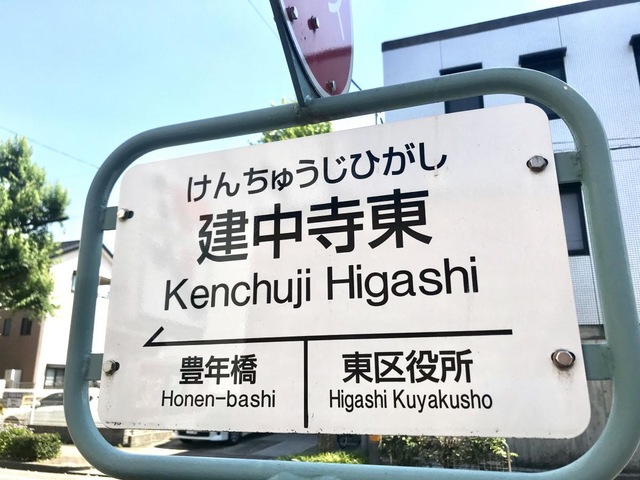 けんちゅうじひがし
建中寺東
Kenchuji Higashi
豊年橋 東区役所
Honen-bashi Higashi Kuyakusho